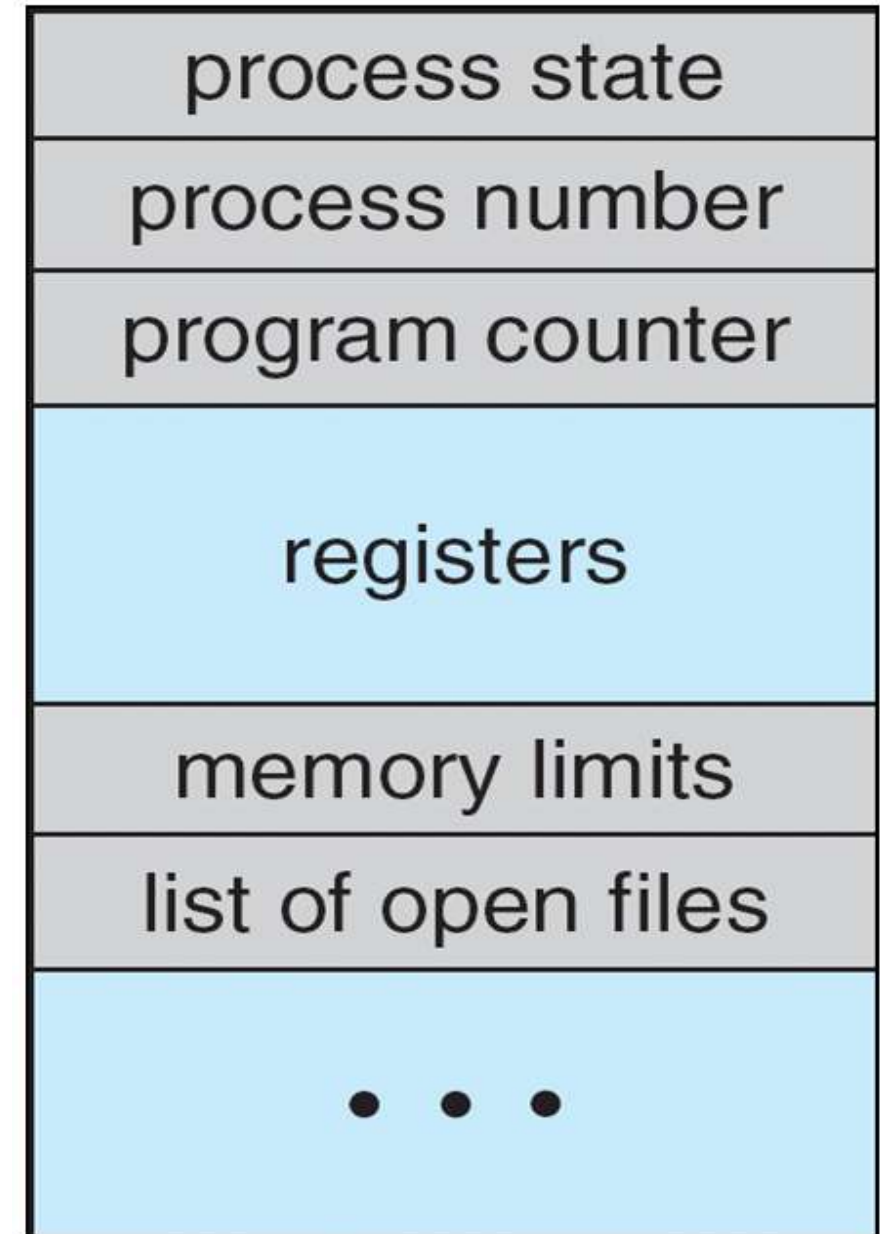 process state
process number
program counter
registers
memory limits
list of open files
• • •